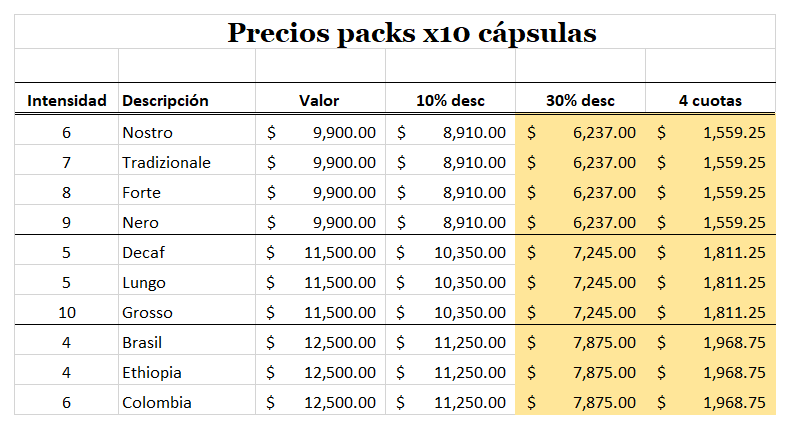 Precios packs x10 cápsulas
Intensidad Descripción Valor 10% desc 30% desc 4 cuotas
6 Nostro $ 9,900.00 $ 8,910.00 $ 6,237.00 $ 1,559.25
7 Tradizionale $ 9,900.00 $ 8,910.00 $ 6,237.00 $ 1,559.25
8 Forte $ 9,900.00 $ 8,910.00 $ 6,237.00 $ 1,559.25
9 Nero $ 9,900.00 $ 8,910.00 $ 6,237.00 $ 1,559.25
5 Decaf $ 11,500.00 $ 10,350.00 $ 7,245.00 $ 1,811.25
5 Lungo $ 11,500.00 $ 10,350.00 $ 7,245.00 $ 1,811.25
10 Grosso $ 11,500.00 $ 10,350.00 $ 7,245.00 $ 1,811.25
4 Brasil $ 12,500.00 $ 11,250.00 $ 7,875.00 $ 1,968.75
4 Ethiopia $ 12,500.00 $ 11,250.00 $ 7,875.00 $ 1,968.75
6 Colombia $ 12,500.00 $ 11,250.00 $ 7,875.00 $ 1,968.75